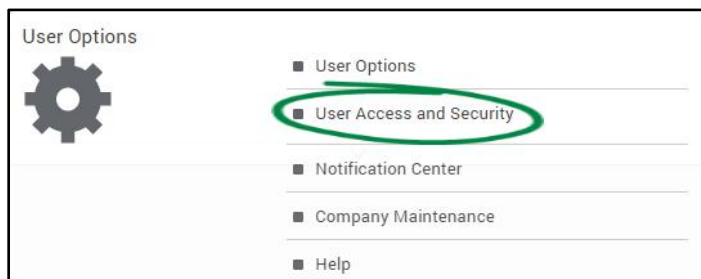 User Options
User Options
User Access and Security
Notification Center
Company Maintenance
Help